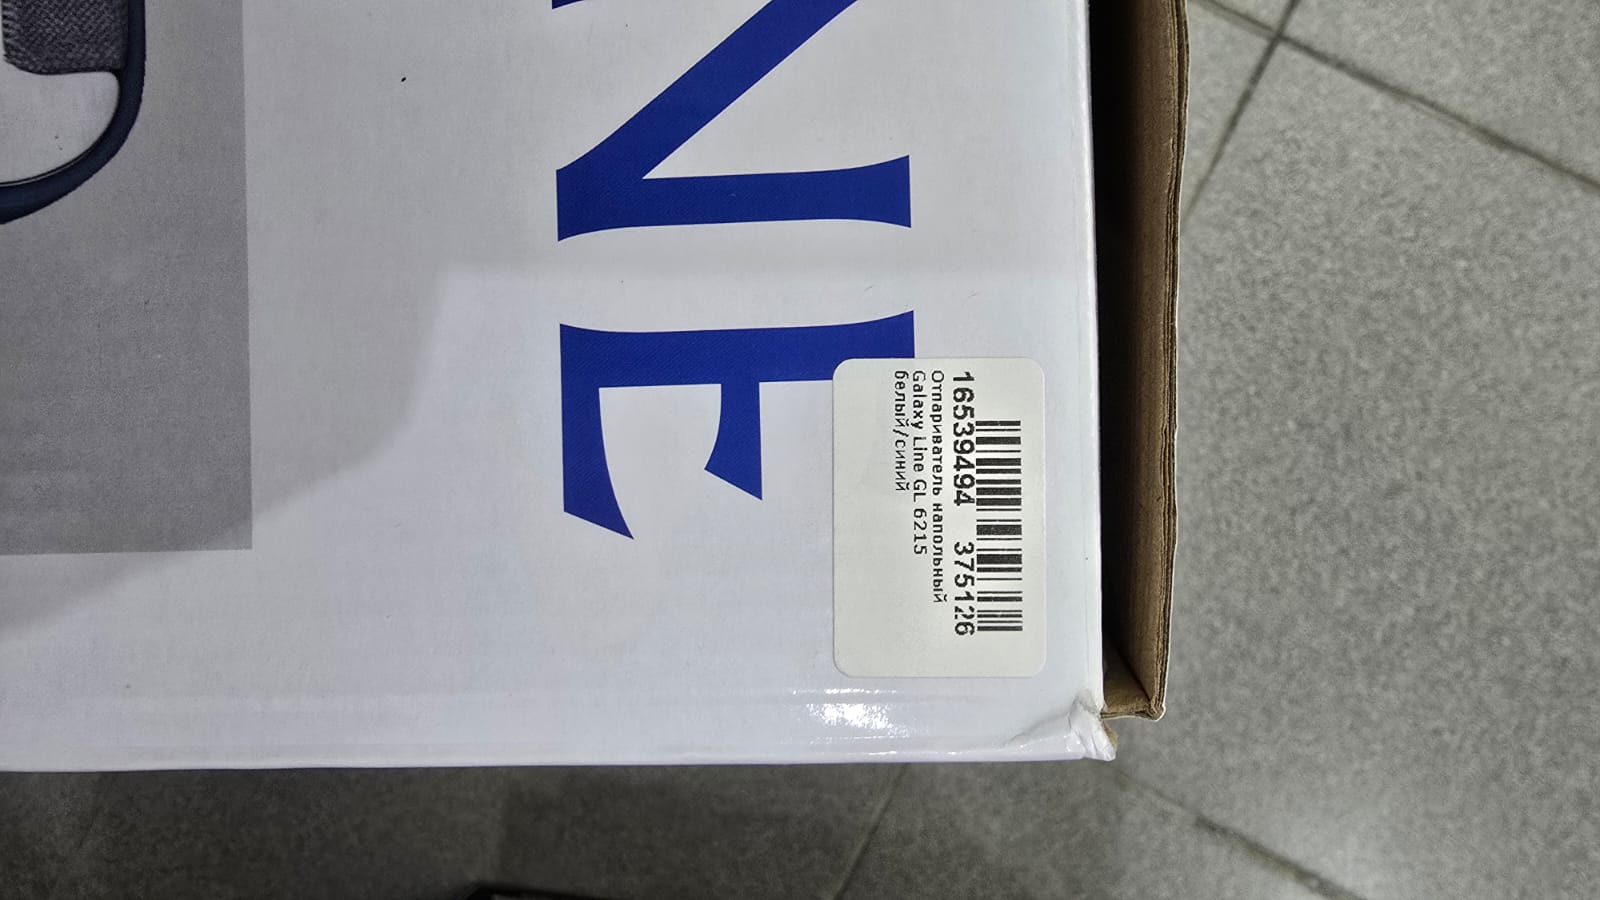 NE
16539494 375126
Отпариватель напольный
Galaxy Line GL 6215
белый/синий